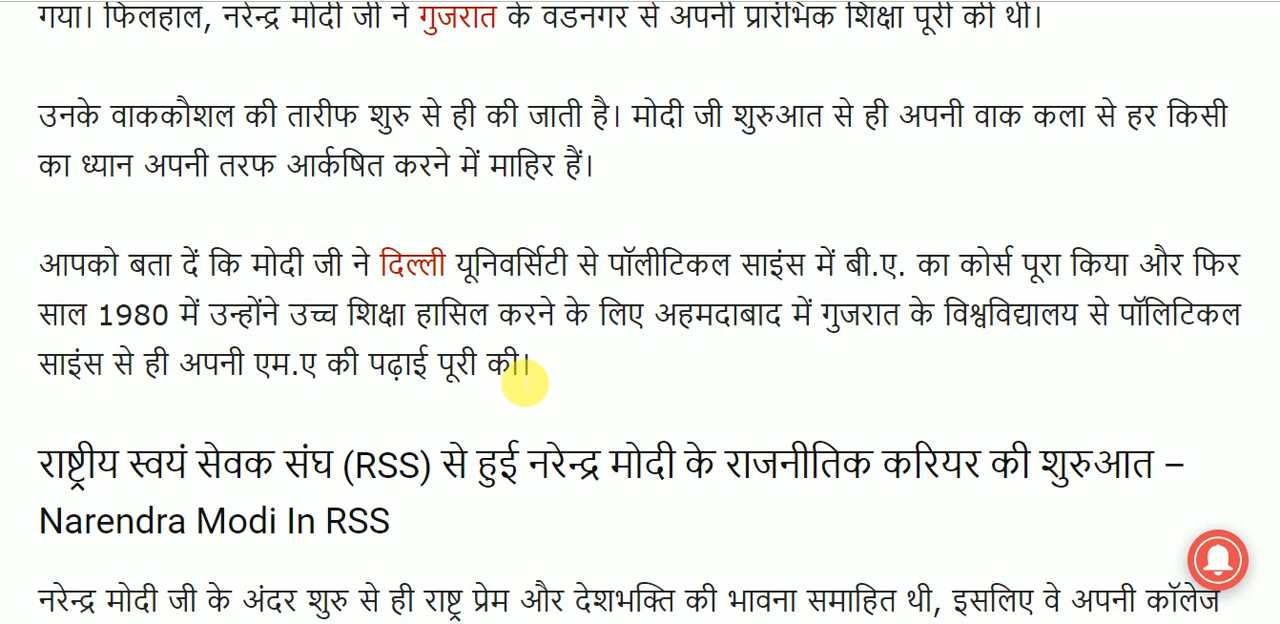 गया। फिलहाल, नरेन्द्र मोदी जी ने गुजरात के वडनगर से अपनी प्रारंभिक शिक्षा पूरी की थी।
उनके वाककौशल की तारीफ शुरु से ही की जाती है। मोदी जी शुरुआत से ही अपनी वाक कला से हर किसी
का ध्यान अपनी तरफ आर्कषित करने में माहिर हैं।
आपको बता दें कि मोदी जी ने दिल्ली यूनिवर्सिटी से पॉलीटिकल साइंस में बी.ए. का कोर्स पूरा किया और फिर
साल 1980 में उन्होंने उच्च शिक्षा हासिल करने के लिए अहमदाबाद में गुजरात के विश्वविद्यालय से पॉलिटिकल
साइंस से ही अपनी एम.ए की पढ़ाई पूरी की।
राष्ट्रीय स्वयं सेवक संघ (RSS) से हुई नरेन्द्र मोदी के राजनीतिक करियर की शुरुआत –
Narendra Modi In RSS
नरेन्द्र मोदी जी के अंदर शुरु से ही राष्ट्र प्रेम और देशभक्ति की भावना समाहित थी, इसलिए वे अपनी कॉलेज